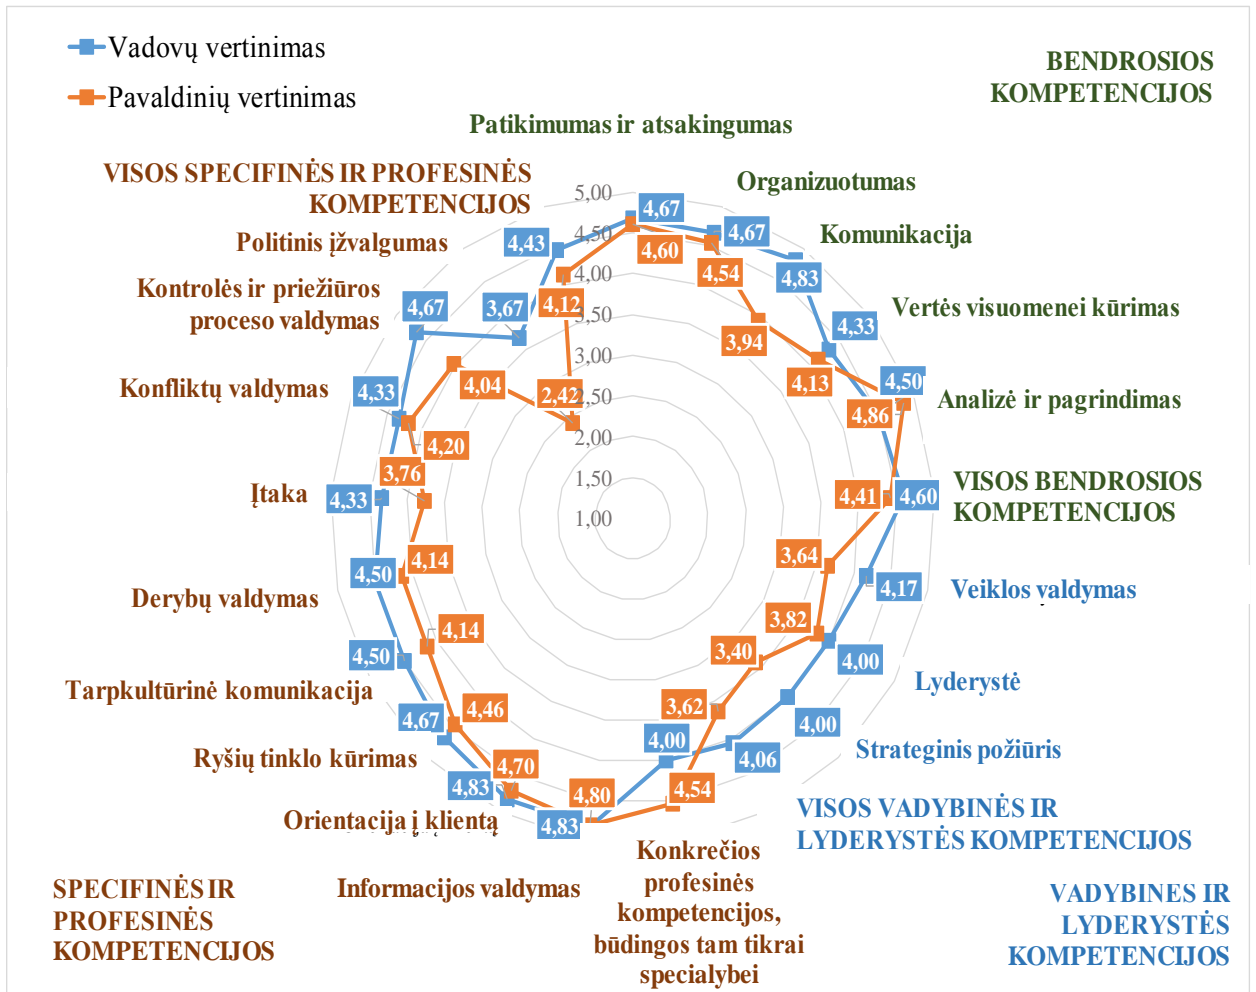 Vadovų vertinimas
Pavaldinių vertinimas
BENDROSIOS
KOMPETENCIJOS
Patikimumas ir atsakingumas
VISOS SPECIFINĖS IR PROFESINĖS
KOMPETENCIJOS
Organizuotumas
Komunikacija
Politinis įžvalgumas
Kontrolės ir priežiūros
proceso valdymas
Vertės visuomenei kūrimas
Konfliktų valdymas
Analizė ir pagrindimas
Įtaka
VISOS BENDROSIOS
KOMPETENCIJOS
Derybų valdymas
Veiklos valdymas
Tarpkultūrinė komunikacija
Lyderystė
Ryšių tinklo kūrimas
Strateginis požiūris
Orientacija į klientą
VISOS VADYBINĖS IR
LYDERYSTĖS KOMPETENCIJOS
Informacijos valdymas
Konkrečios
profesinės
kompetencijos,
būdingos tam tikrai
specialybei
SPECIFINĖS IR
PROFESINĖS
KOMPETENCIJOS
VADYBINES IR
LYDERYSTĖS
KOMPETENCIJOS
5,00
4,50
4,00
3,50
3,00
2,50
2,00
1,50
1,00
4,67
4,67
4,83
4,33
4,50
4,60
4,17
4,00
4,00
4,06
4,00
4,83
4,83
4,67
4,50
4,50
4,33
4,33
4,67
3,67
4,43
4,60
4,54
3,94
4,13
4,86
4,41
3,64
3,82
3,40
3,62
4,54
4,80
4,70
4,46
4,14
4,14
3,76
4,20
4,04
2,42
4,12